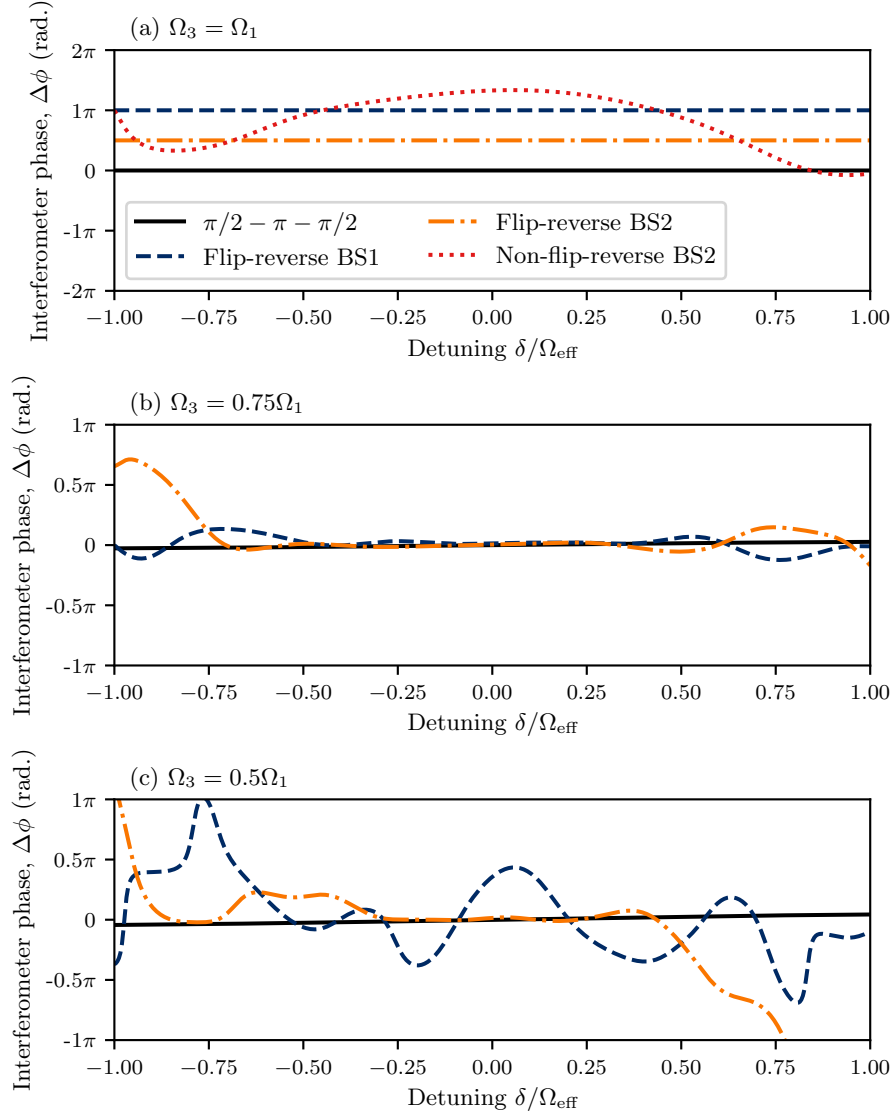 (a) Ω₃ = Ω₁
Interferometer phase, Δϕ (rad.)
2π
1π
0
-1π
-2π
π/2 − π − π/2
Flip-reverse BS1
Flip-reverse BS2
Non-flip-reverse BS2
−1.00 −0.75 −0.50 −0.25 0.00 0.25 0.50 0.75 1.00
Detuning δ/Ω_eff
(b) Ω₃ = 0.75Ω₁
Interferometer phase, Δϕ (rad.)
1π
0.5π
0
-0.5π
-1π
−1.00 −0.75 −0.50 −0.25 0.00 0.25 0.50 0.75 1.00
Detuning δ/Ω_eff
(c) Ω₃ = 0.5Ω₁
Interferometer phase, Δϕ (rad.)
1π
0.5π
0
-0.5π
-1π
−1.00 −0.75 −0.50 −0.25 0.00 0.25 0.50 0.75 1.00
Detuning δ/Ω_eff